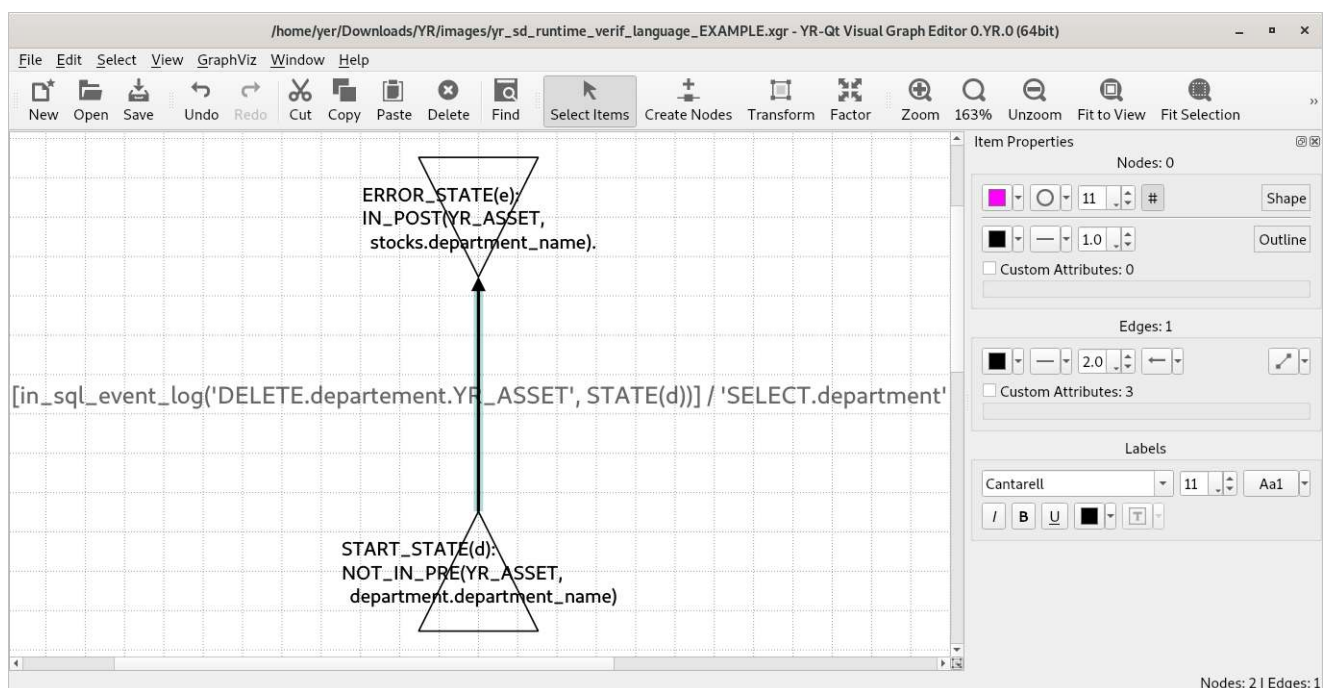 /home/yer/Downloads/YR/images/yr_sd_runtime_verif_language_EXAMPLE.xgr - YR-Qt Visual Graph Editor 0.YR.0 (64bit)
File Edit Select View GraphViz Window Help
New Open Save Undo Redo Cut Copy Paste Delete Find Select Items Create Nodes Transform Factor Zoom 163% Unzoom Fit to View Fit Selection
ERROR_STATE(e):
IN_POST(YR_ASSET,
stocks.department_name).
[in_sql_event_log('DELETE.departement.YR_ASSET', STATE(d))] / 'SELECT.department'
START_STATE(d):
NOT_IN_PRE(YR_ASSET,
department.department_name)
Item Properties
Nodes: 0
11 # Shape
1.0 Outline
Custom Attributes: 0
Edges: 1
2.0
Custom Attributes: 3
Labels
Cantarell 11 Aa1
I B U T
Nodes: 2 | Edges: 1